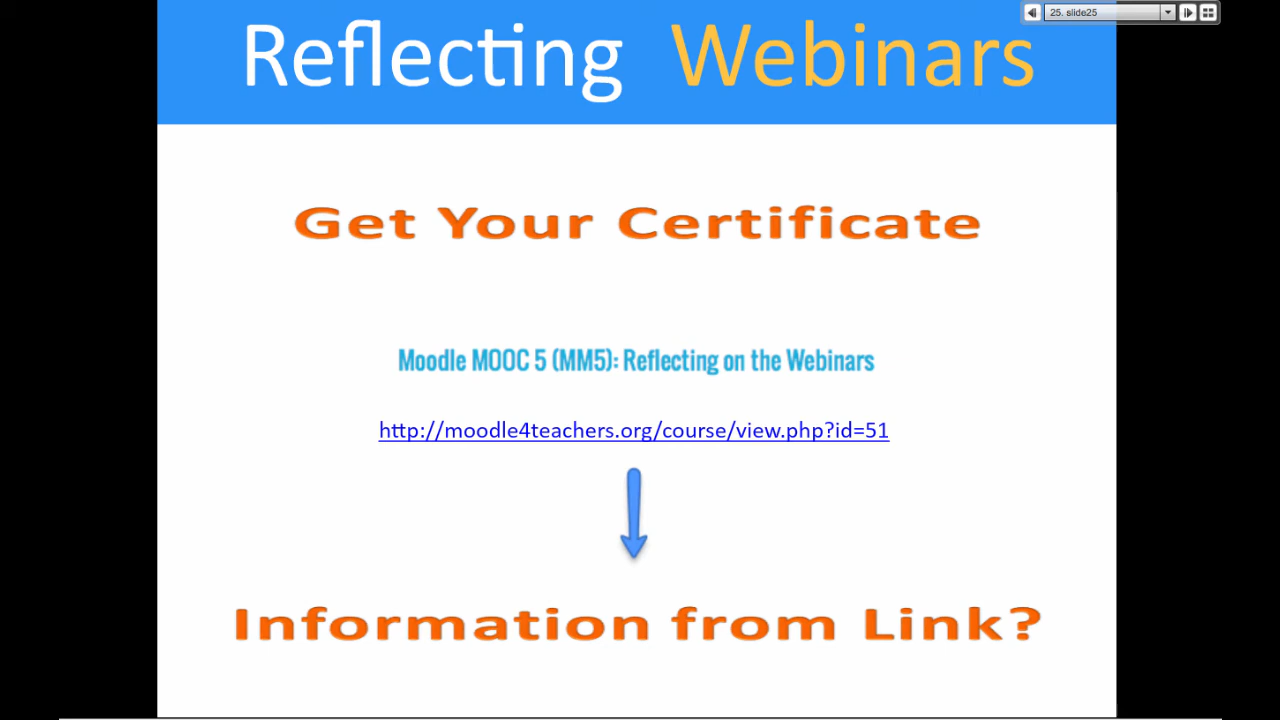 25. slide25
Reflecting Webinars
Get Your Certificate
Moodle MOOC 5 (MM5): Reflecting on the Webinars
http://moodle4teachers.org/course/view.php?id=51
Information from Link?